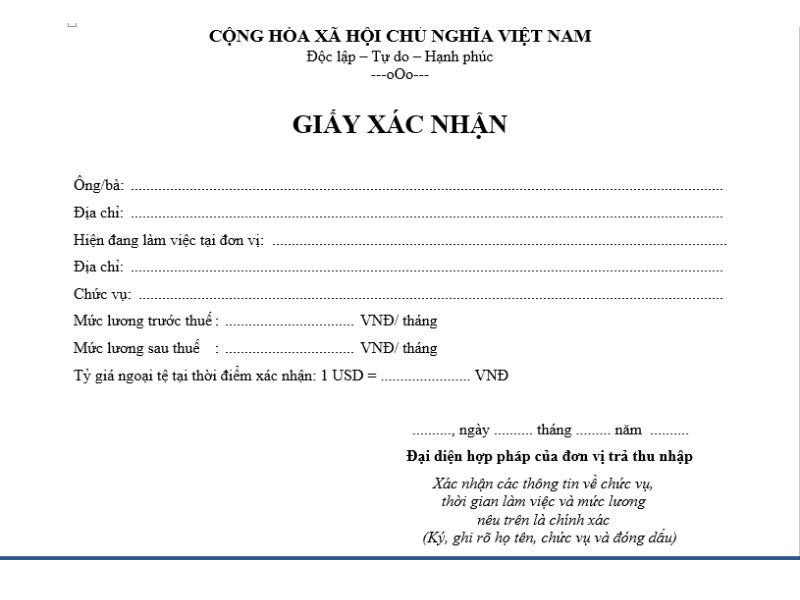 CỘNG HÒA XÃ HỘI CHỦ NGHĨA VIỆT NAM
Độc lập – Tự do – Hạnh phúc
---oOo---
GIẤY XÁC NHẬN
Ông/bà: ........................................................................................................................................................
Địa chỉ: ........................................................................................................................................................
Hiện đang làm việc tại đơn vị: .....................................................................................................................
Địa chỉ: ........................................................................................................................................................
Chức vụ: ......................................................................................................................................................
Mức lương trước thuế : ................................. VNĐ/ tháng
Mức lương sau thuế : ................................. VNĐ/ tháng
Tỷ giá ngoại tệ tại thời điểm xác nhận: 1 USD = ....................... VNĐ
.........., ngày .......... tháng ......... năm ..........
Đại diện hợp pháp của đơn vị trả thu nhập
Xác nhận các thông tin về chức vụ,
thời gian làm việc và mức lương
nêu trên là chính xác
(Ký, ghi rõ họ tên, chức vụ và đóng dấu)